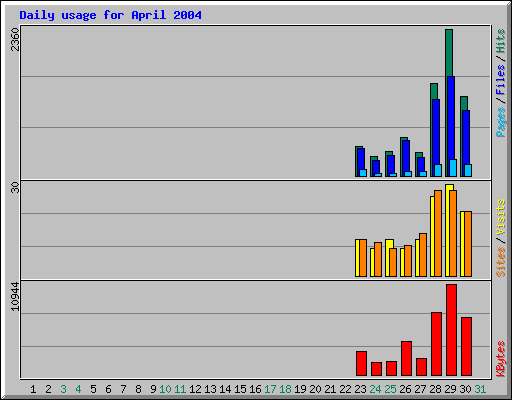 Daily usage for April 2004
2360
Pages / Files / Hits
30
Sites / Visits
10944
KBytes
1 2 3 4 5 6 7 8 9 10 11 12 13 14 15 16 17 18 19 20 21 22 23 24 25 26 27 28 29 30 31